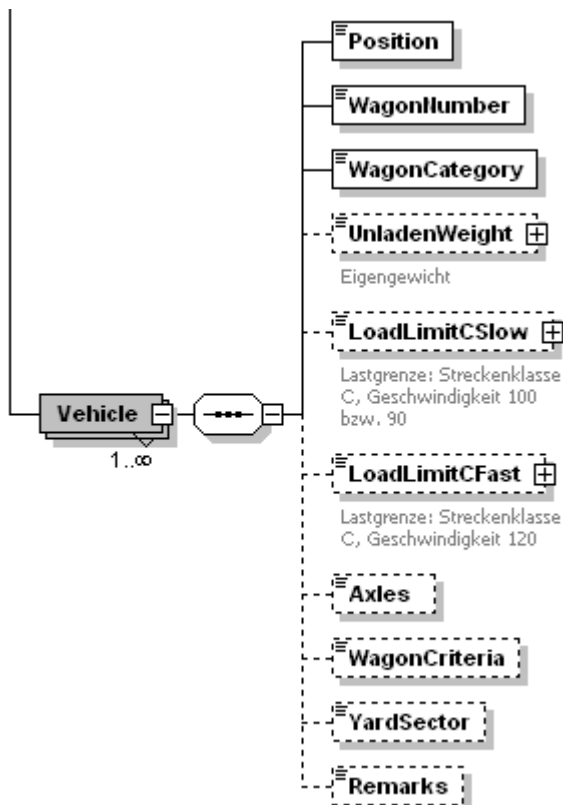 Position
WagonNumber
WagonCategory
UnladenWeight
Eigengewicht
LoadLimitCSlow
Lastgrenze: Streckenklasse
C, Geschwindigkeit 100
bzw. 90
Vehicle
1..∞
LoadLimitCFast
Lastgrenze: Streckenklasse
C, Geschwindigkeit 120
Axles
WagonCriteria
YardSector
Remarks